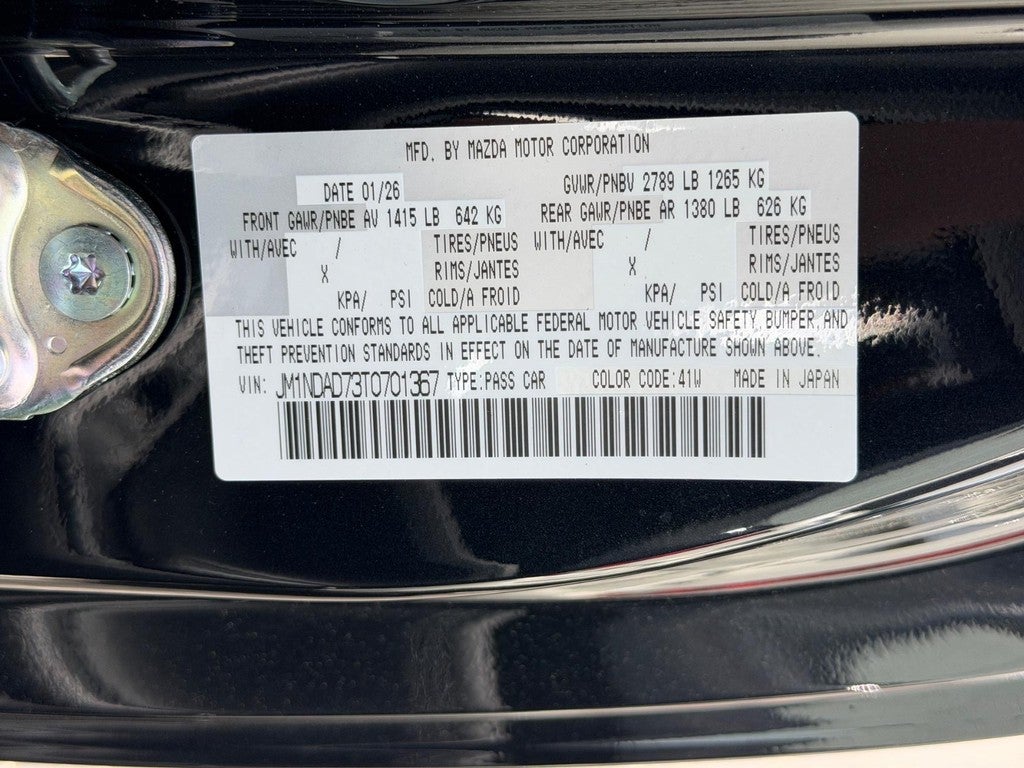 MFD. BY MAZDA MOTOR CORPORATION
DATE 01/26 GVWR/PNBV 2789 LB 1265 KG
FRONT GAWR/PNBE AV 1415 LB 642 KG REAR GAWR/PNBE AR 1380 LB 626 KG
WITH/AVEC / TIRES/PNEUS WITH/AVEC / TIRES/PNEUS
X RIMS/JANTES X RIMS/JANTES
KPA/ PSI COLD/A FROID KPA/ PSI COLD/A FROID
THIS VEHICLE CONFORMS TO ALL APPLICABLE FEDERAL MOTOR VEHICLE SAFETY, BUMPER, AND
THEFT PREVENTION STANDARDS IN EFFECT ON THE DATE OF MANUFACTURE SHOWN ABOVE.
VIN: JM1NDAD73T0701367 TYPE:PASS CAR COLOR CODE:41W MADE IN JAPAN